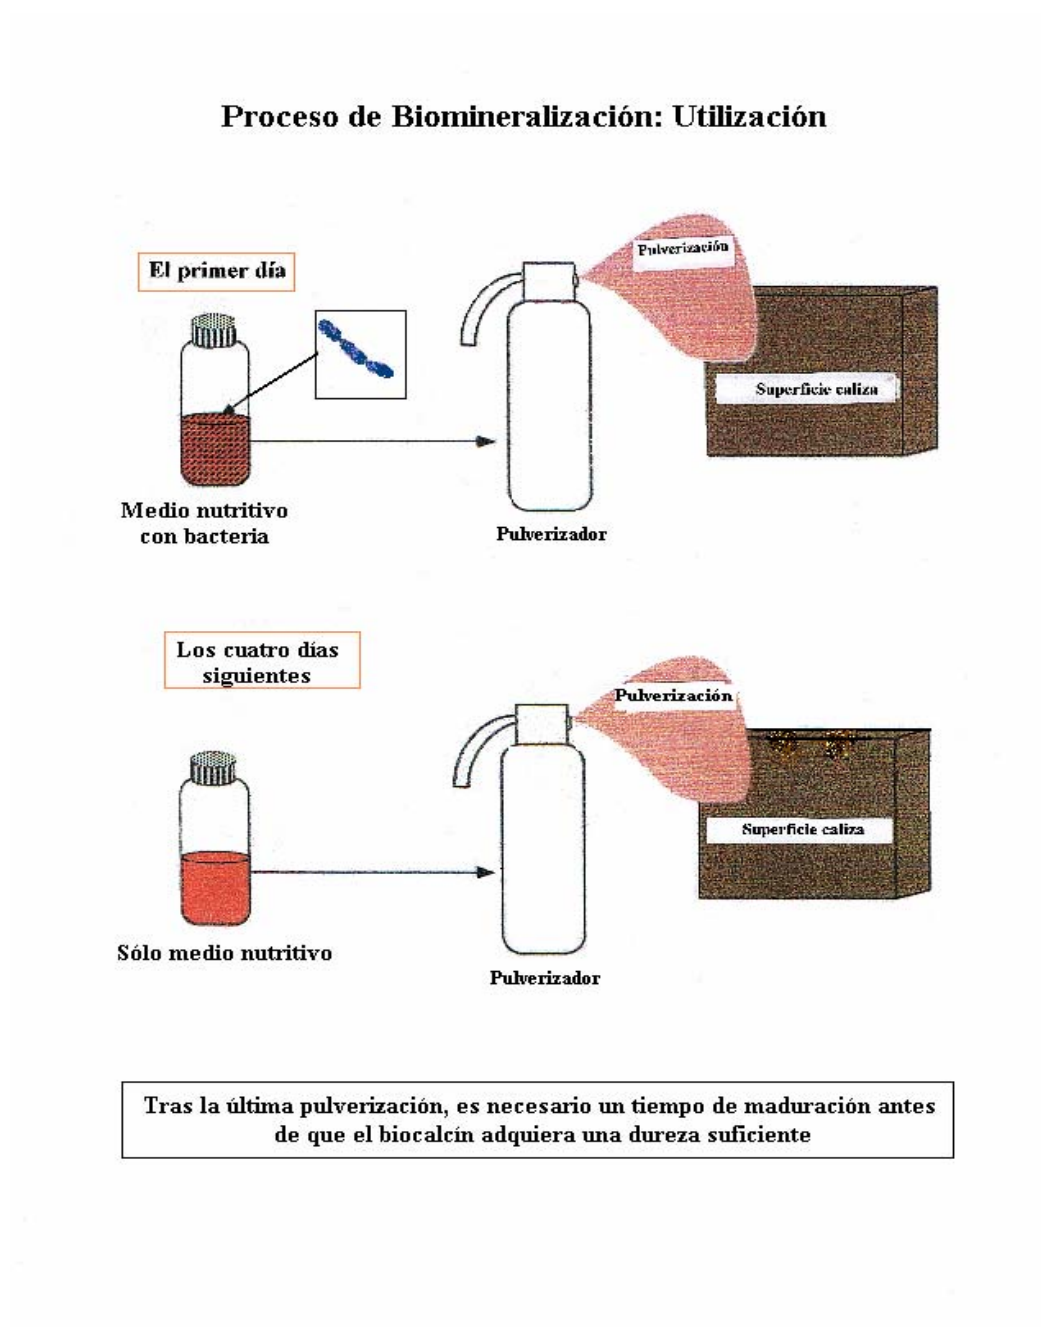 Proceso de Biomineralización: Utilización
El primer día
Pulverización
Superficie caliza
Medio nutritivo
con bacteria
Pulverizador
Los cuatro días
siguientes
Pulverización
Superficie caliza
Sólo medio nutritivo
Pulverizador
Tras la última pulverización, es necesario un tiempo de maduración antes
de que el biocalcín adquiera una dureza suficiente